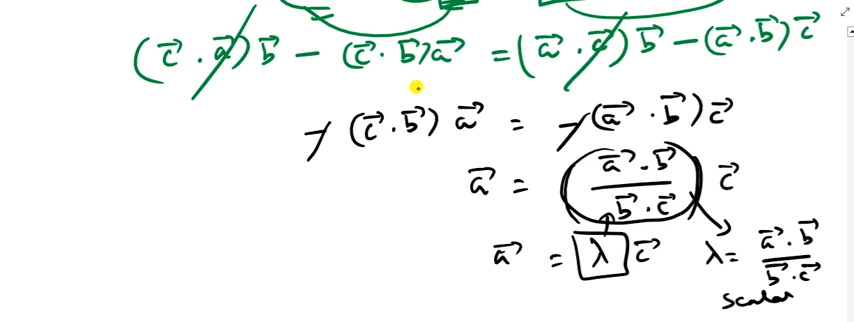 (c⃗ . a⃗) b⃗ − (c⃗ . b⃗) a⃗ = (a⃗ . c⃗) b⃗ − (a⃗ . b⃗) c⃗
− (c⃗ . b⃗) a⃗ = − (a⃗ . b⃗) c⃗
a⃗ = (a⃗ . b⃗ / b⃗ . c⃗) c⃗
a⃗ = λ c⃗ λ = a⃗ . b⃗ / b⃗ . c⃗
scalar